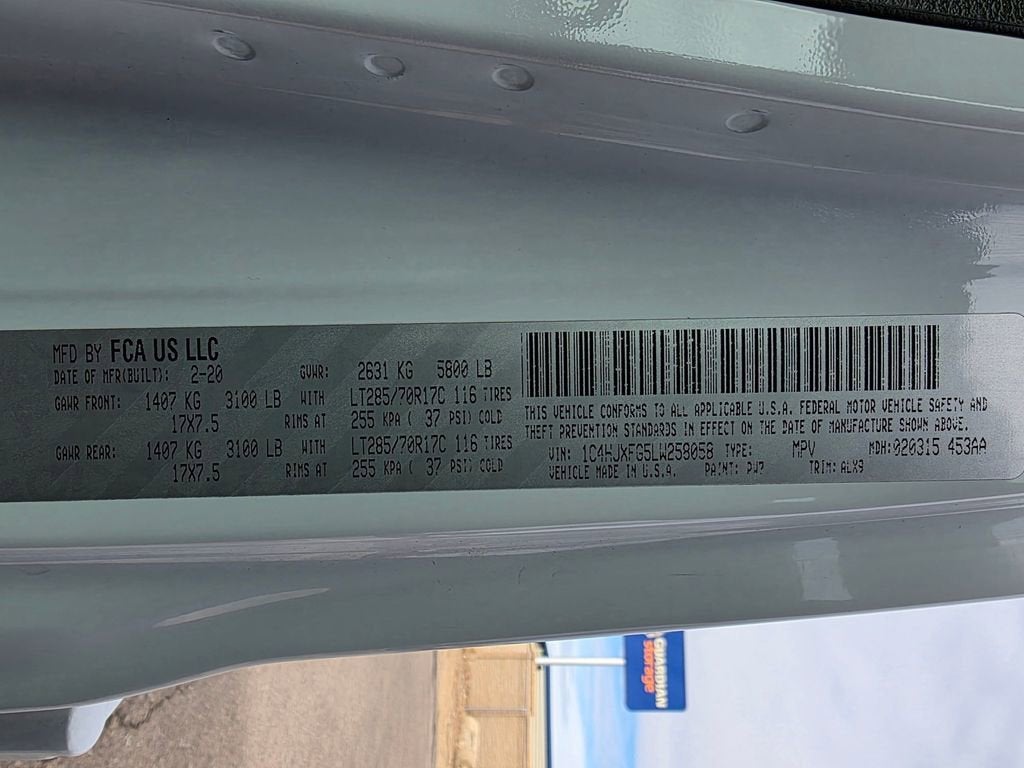 MFD BY FCA US LLC
DATE OF MFR(BUILT): 2-20 GVWR: 2631 KG 5800 LB
GAWR FRONT: 1407 KG 3100 LB WITH LT285/70R17C 116 TIRES
17X7.5 RIMS AT 255 KPA ( 37 PSI) COLD
GAWR REAR: 1407 KG 3100 LB WITH LT285/70R17C 116 TIRES
17X7.5 RIMS AT 255 KPA ( 37 PSI) COLD
THIS VEHICLE CONFORMS TO ALL APPLICABLE U.S.A. FEDERAL MOTOR VEHICLE SAFETY AND
THEFT PREVENTION STANDARDS IN EFFECT ON THE DATE OF MANUFACTURE SHOWN ABOVE.
VIN: 1C4HJXFG5LW258058 TYPE: MPV MDH: 020315 453AA
VEHICLE MADE IN U.S.A. PAINT: PW7 TRIM: ALX9
GUARDIAN
storage